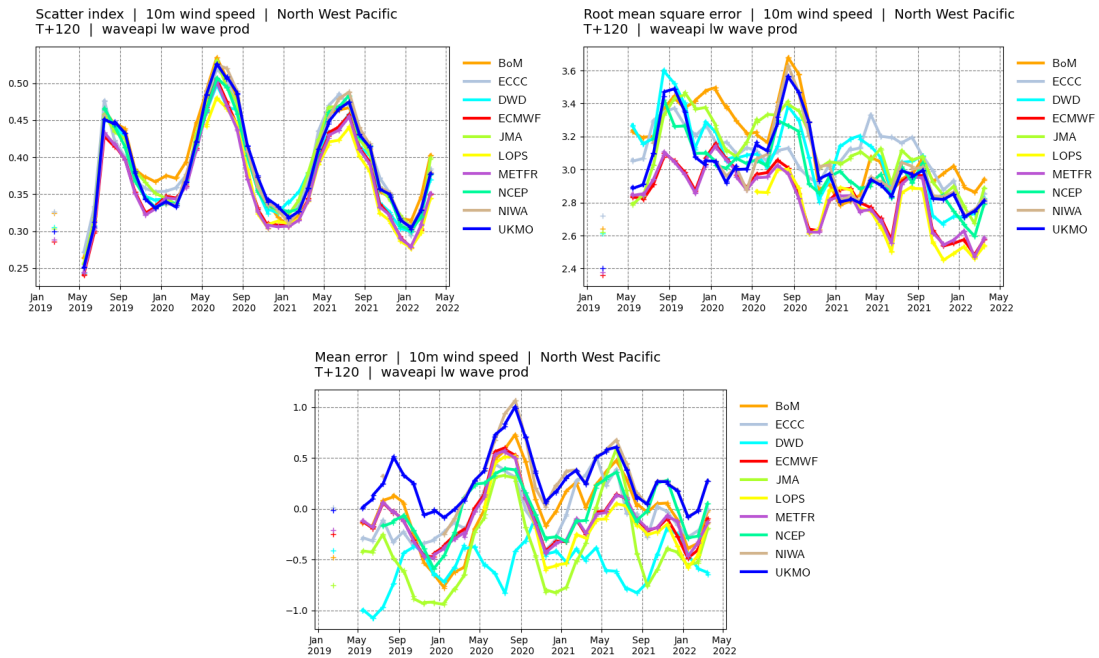 Scatter index | 10m wind speed | North West Pacific
T+120 | waveapi lw wave prod
0.50
0.45
0.40
0.35
0.30
0.25
Jan 2019
May 2019
Sep 2019
Jan 2020
May 2020
Sep 2020
Jan 2021
May 2021
Sep 2021
Jan 2022
May 2022
BoM
ECCC
DWD
ECMWF
JMA
LOPS
METFR
NCEP
NIWA
UKMO
Root mean square error | 10m wind speed | North West Pacific
T+120 | waveapi lw wave prod
3.6
3.4
3.2
3.0
2.8
2.6
2.4
Jan 2019
May 2019
Sep 2019
Jan 2020
May 2020
Sep 2020
Jan 2021
May 2021
Sep 2021
Jan 2022
May 2022
BoM
ECCC
DWD
ECMWF
JMA
LOPS
METFR
NCEP
NIWA
UKMO
Mean error | 10m wind speed | North West Pacific
T+120 | waveapi lw wave prod
1.0
0.5
0.0
−0.5
−1.0
Jan 2019
May 2019
Sep 2019
Jan 2020
May 2020
Sep 2020
Jan 2021
May 2021
Sep 2021
Jan 2022
May 2022
BoM
ECCC
DWD
ECMWF
JMA
LOPS
METFR
NCEP
NIWA
UKMO